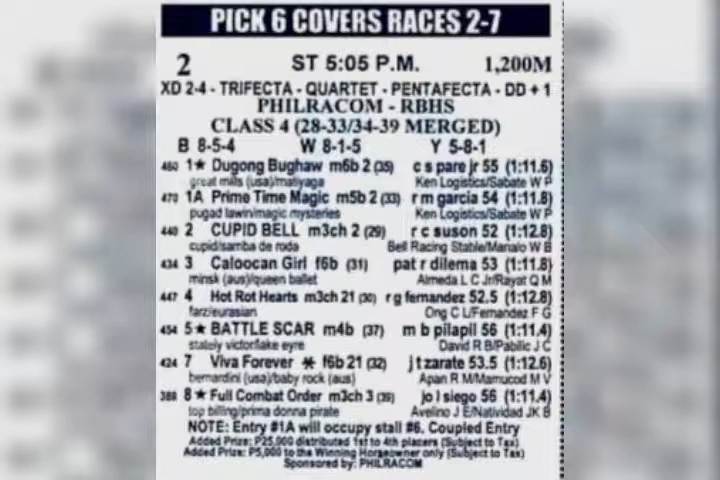 PICK 6 COVERS RACES 2-7
2 ST 5:05 P.M. 1,200M
XD 2-4 - TRIFECTA - QUARTET - PENTAFECTA - DD + 1
PHILRACOM - RBHS
CLASS 4 (28-33/34-39 MERGED)
B 8-5-4 W 8-1-5 Y 5-8-1
460 1★ Dugong Bughaw m6b 2 (35) c s pare jr 55 (1:11.6)
great mills (usa)/matiyaga Ken Logistics/Sabate W P
470 1A Prime Time Magic m5b 2 (33) r m garcia 54 (1:11.8)
pugad lawin/magic mysteries Ken Logistics/Sabate W P
440 2 CUPID BELL m3ch 2 (29) r c suson 52 (1:12.8)
cupid/samba de roda Bell Racing Stable/Manalo W B
434 3 Caloocan Girl f6b (31) pat r dilema 53 (1:11.8)
minsk (aus)/queen ballet Almeda L C Jr/Rayat Q M
447 4 Hot Rot Hearts m3ch 21 (30) r g fernandez 52.5 (1:12.8)
farz/eurasian Ong C L/Fernandez F G
454 5★ BATTLE SCAR m4b (37) m b pilapil 56 (1:11.4)
stately victor/lake eyre David R B/Pabilic J C
424 7 Viva Forever ✻ f6b 21 (32) j t zarate 53.5 (1:12.6)
bernardini (usa)/baby rock (aus) Apan R M/Mamucod M V
388 8★ Full Combat Order m3ch 3 (39) jo l siego 56 (1:11.4)
top billing/prima donna pirate Avelino J E/Natividad JK B
NOTE: Entry #1A will occupy stall #6. Coupled Entry
Added Prize: P25,000 distributed 1st to 4th placers (Subject to Tax)
Added Prize: P5,000 to the Winning Horseowner only (Subject to Tax)
Sponsored by: PHILRACOM